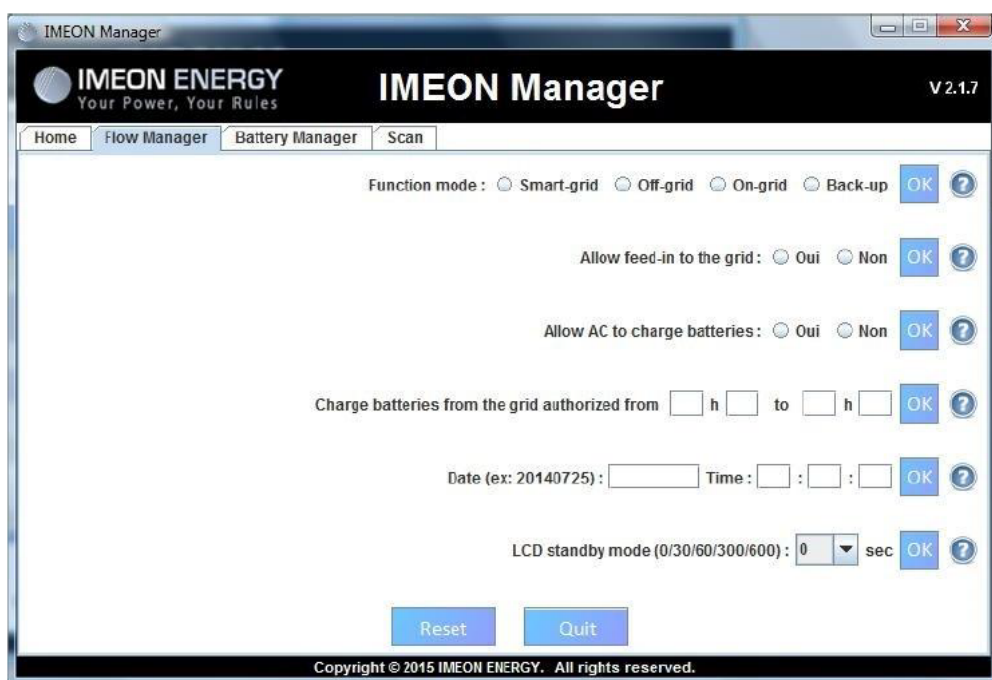 IMEON Manager
IMEON ENERGY
Your Power, Your Rules
IMEON Manager
V 2.1.7
Home Flow Manager Battery Manager Scan
Function mode : Smart-grid Off-grid On-grid Back-up OK ?
Allow feed-in to the grid : Oui Non OK ?
Allow AC to charge batteries : Oui Non OK ?
Charge batteries from the grid authorized from h to h OK ?
Date (ex: 20140725) : Time : : : OK ?
LCD standby mode (0/30/60/300/600) : 0 sec OK ?
Reset Quit
Copyright © 2015 IMEON ENERGY. All rights reserved.